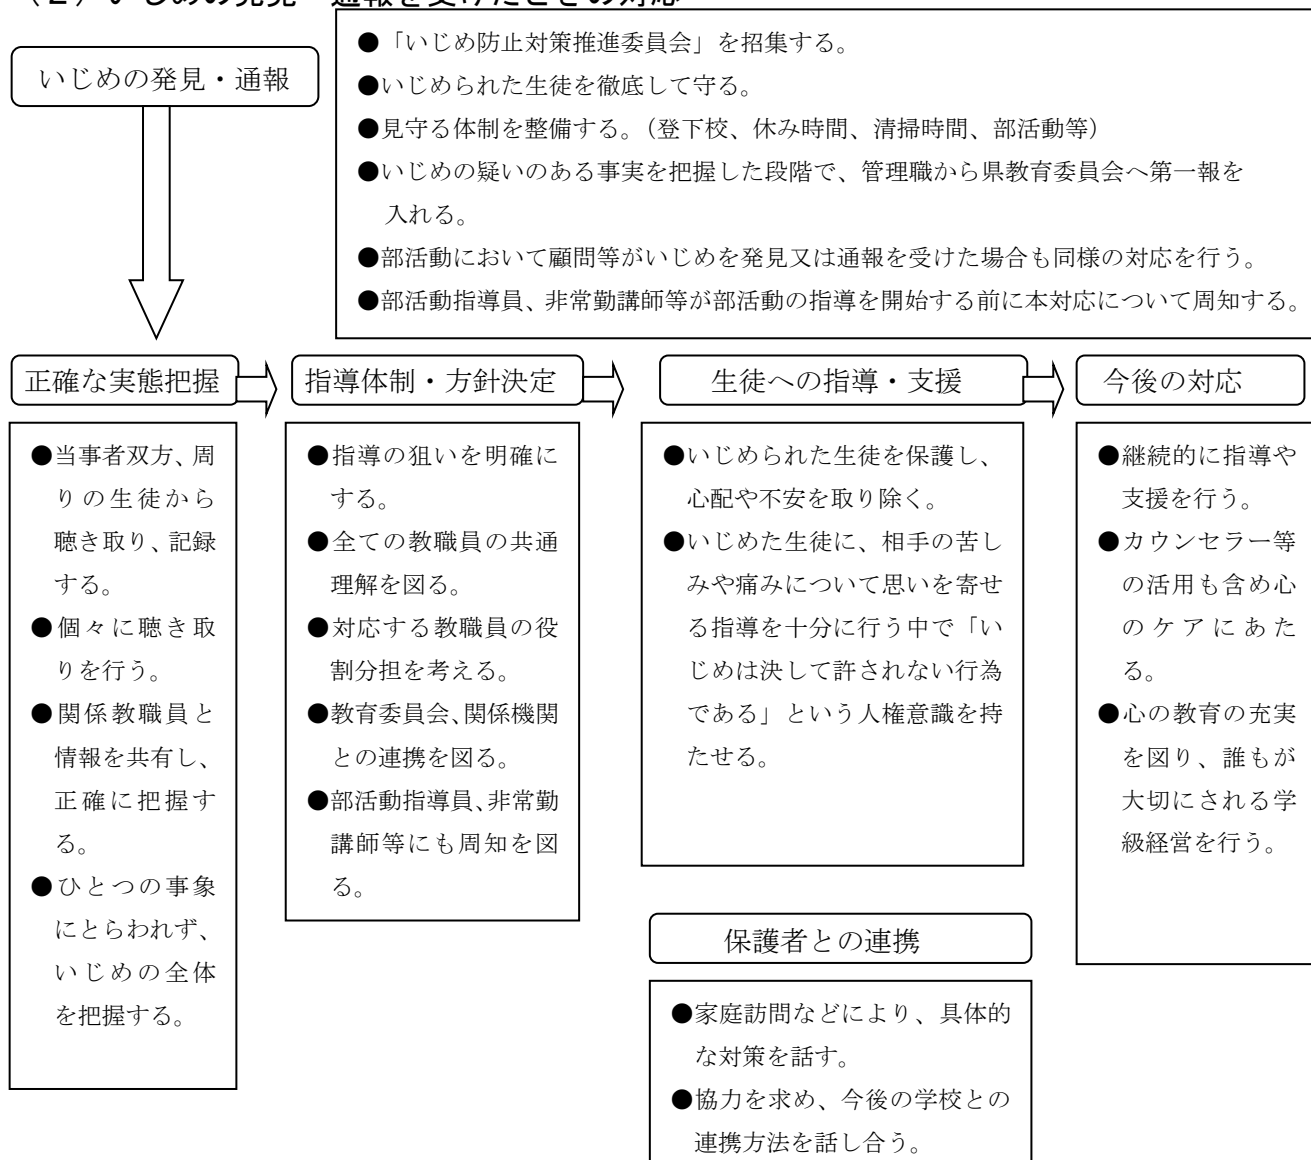 いじめの発見・通報
●「いじめ防止対策推進委員会」を招集する。
●いじめられた生徒を徹底して守る。
●見守る体制を整備する。（登下校、休み時間、清掃時間、部活動等）
●いじめの疑いのある事実を把握した段階で、管理職から県教育委員会へ第一報を
入れる。
●部活動において顧問等がいじめを発見又は通報を受けた場合も同様の対応を行う。
●部活動指導員、非常勤講師等が部活動の指導を開始する前に本対応について周知する。
正確な実態把握
●当事者双方、周
りの生徒から
聴き取り、記録
する。
●個々に聴き取
りを行う。
●関係教職員と
情報を共有し、
正確に把握す
る。
●ひとつの事象
にとらわれず、
いじめの全体
を把握する。
指導体制・方針決定
●指導の狙いを明確に
する。
●全ての教職員の共通
理解を図る。
●対応する教職員の役
割分担を考える。
●教育委員会、関係機関
との連携を図る。
●部活動指導員、非常勤
講師等にも周知を図
る。
生徒への指導・支援
●いじめられた生徒を保護し、
心配や不安を取り除く。
●いじめた生徒に、相手の苦し
みや痛みについて思いを寄せ
る指導を十分に行う中で「い
じめは決して許されない行為
である」という人権意識を持
たせる。
保護者との連携
●家庭訪問などにより、具体的
な対策を話す。
●協力を求め、今後の学校との
連携方法を話し合う。
今後の対応
●継続的に指導や
支援を行う。
●カウンセラー等
の活用も含め心
のケアにあた
る。
●心の教育の充実
を図り、誰もが
大切にされる学
級経営を行う。